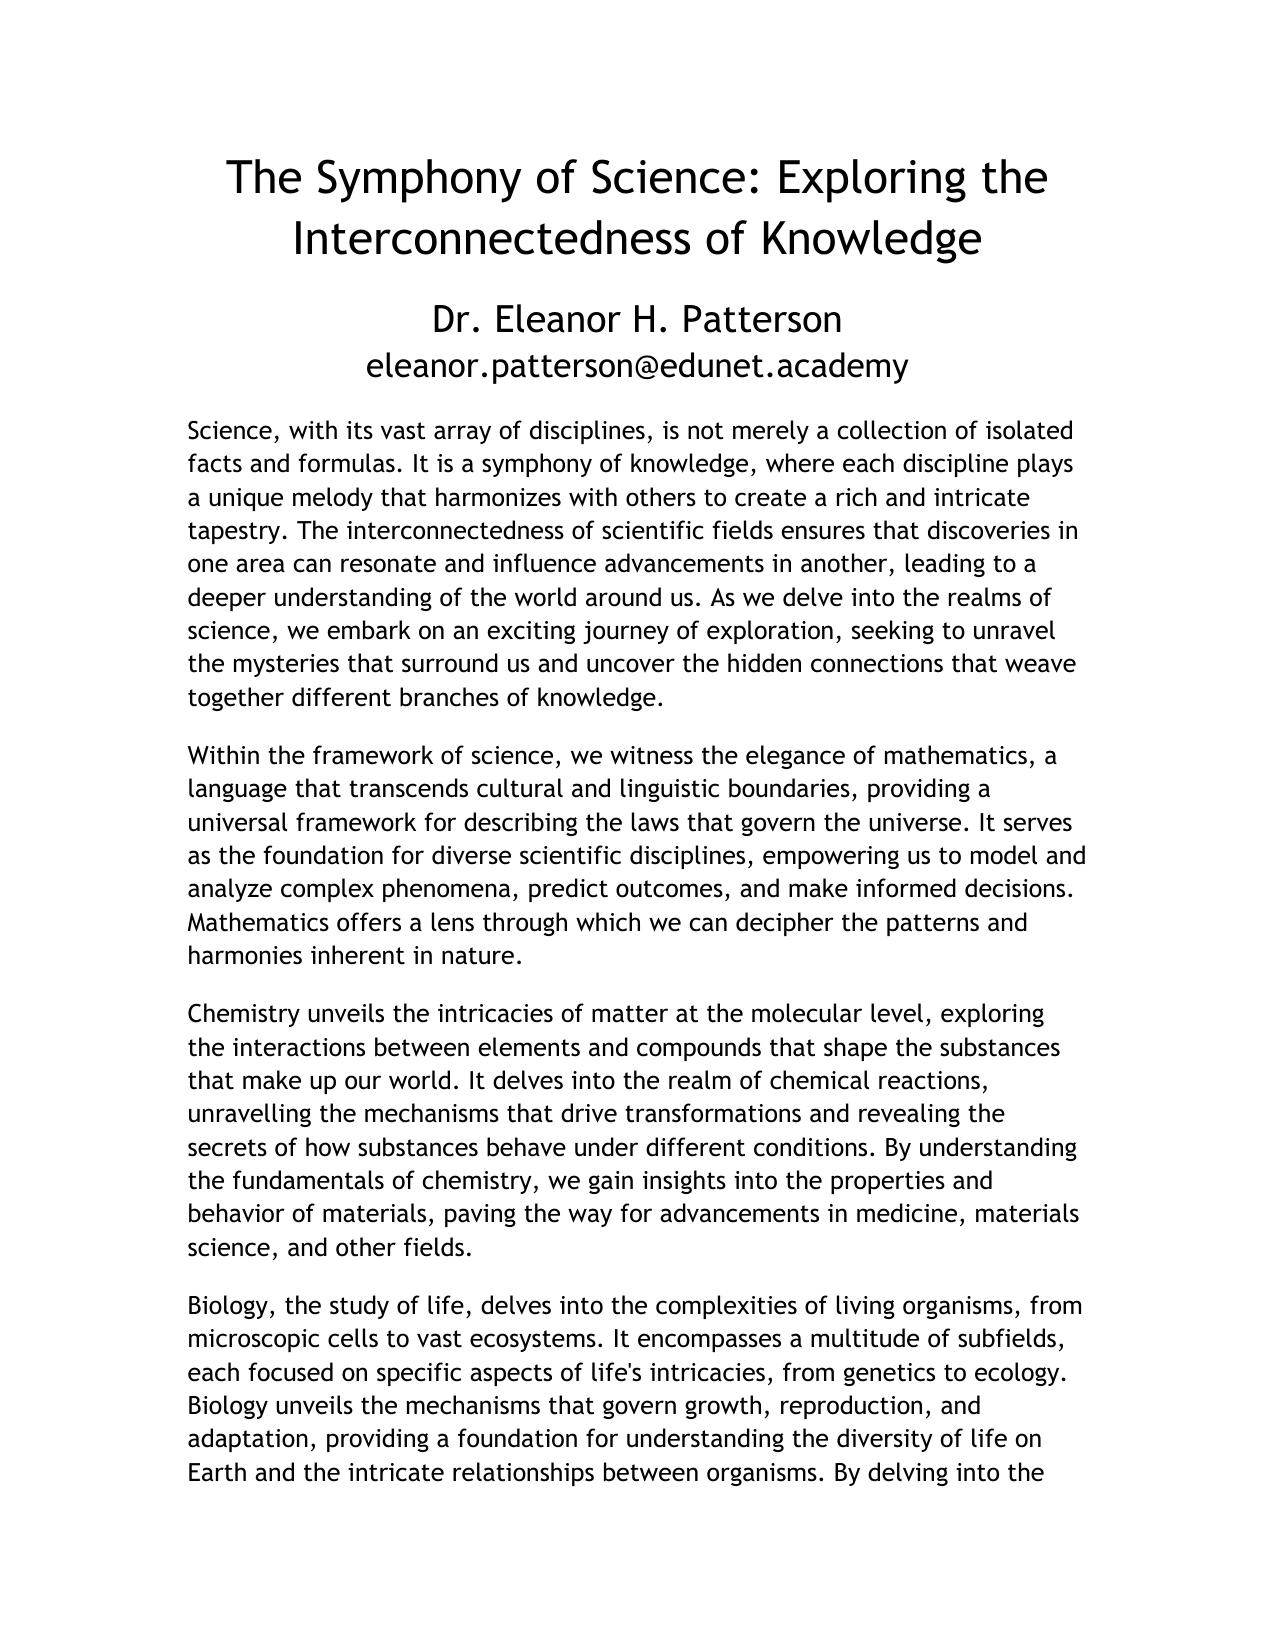 The Symphony of Science: Exploring the
Interconnectedness of Knowledge
Dr. Eleanor H. Patterson
eleanor.patterson@edunet.academy
Science, with its vast array of disciplines, is not merely a collection of isolated
facts and formulas. It is a symphony of knowledge, where each discipline plays
a unique melody that harmonizes with others to create a rich and intricate
tapestry. The interconnectedness of scientific fields ensures that discoveries in
one area can resonate and influence advancements in another, leading to a
deeper understanding of the world around us. As we delve into the realms of
science, we embark on an exciting journey of exploration, seeking to unravel
the mysteries that surround us and uncover the hidden connections that weave
together different branches of knowledge.
Within the framework of science, we witness the elegance of mathematics, a
language that transcends cultural and linguistic boundaries, providing a
universal framework for describing the laws that govern the universe. It serves
as the foundation for diverse scientific disciplines, empowering us to model and
analyze complex phenomena, predict outcomes, and make informed decisions.
Mathematics offers a lens through which we can decipher the patterns and
harmonies inherent in nature.
Chemistry unveils the intricacies of matter at the molecular level, exploring
the interactions between elements and compounds that shape the substances
that make up our world. It delves into the realm of chemical reactions,
unravelling the mechanisms that drive transformations and revealing the
secrets of how substances behave under different conditions. By understanding
the fundamentals of chemistry, we gain insights into the properties and
behavior of materials, paving the way for advancements in medicine, materials
science, and other fields.
Biology, the study of life, delves into the complexities of living organisms, from
microscopic cells to vast ecosystems. It encompasses a multitude of subfields,
each focused on specific aspects of life's intricacies, from genetics to ecology.
Biology unveils the mechanisms that govern growth, reproduction, and
adaptation, providing a foundation for understanding the diversity of life on
Earth and the intricate relationships between organisms. By delving into the